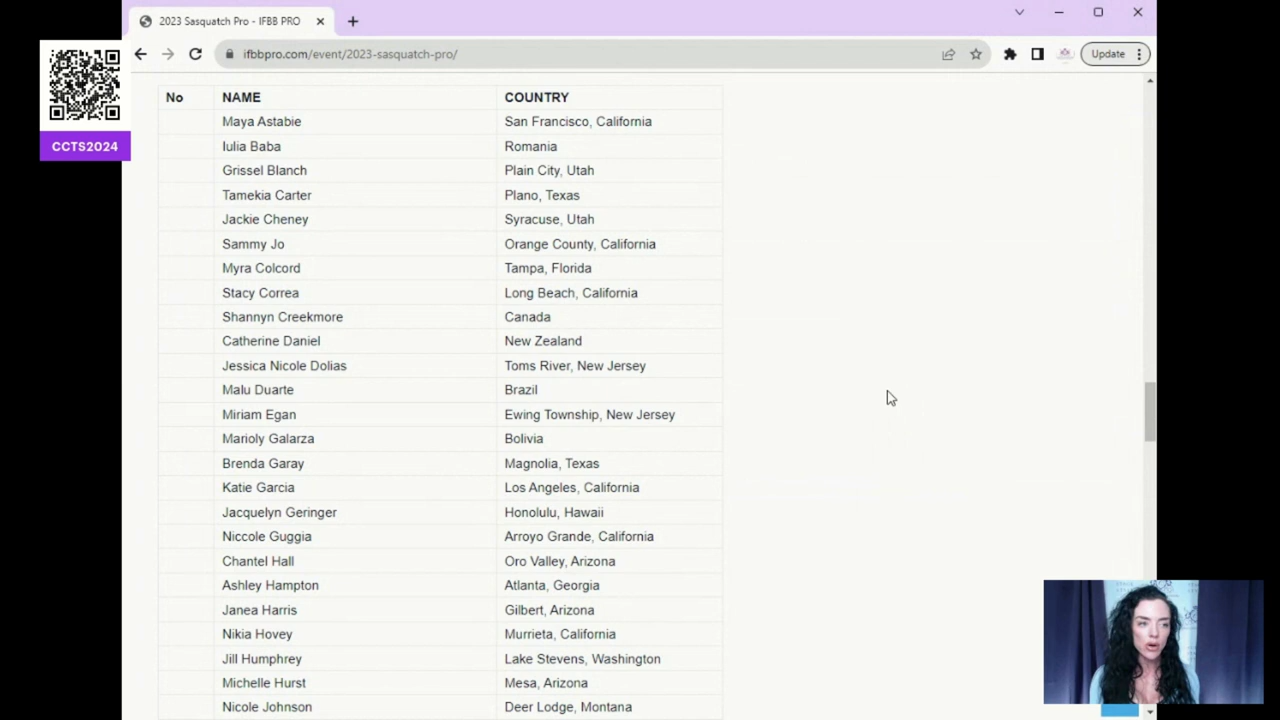 2023 Sasquatch Pro - IFBB PRO
ifbbpro.com/event/2023-sasquatch-pro/
Update
CCTS2024
No NAME COUNTRY
Maya Astabie San Francisco, California
Iulia Baba Romania
Grissel Blanch Plain City, Utah
Tamekia Carter Plano, Texas
Jackie Cheney Syracuse, Utah
Sammy Jo Orange County, California
Myra Colcord Tampa, Florida
Stacy Correa Long Beach, California
Shannyn Creekmore Canada
Catherine Daniel New Zealand
Jessica Nicole Dolias Toms River, New Jersey
Malu Duarte Brazil
Miriam Egan Ewing Township, New Jersey
Marioly Galarza Bolivia
Brenda Garay Magnolia, Texas
Katie Garcia Los Angeles, California
Jacquelyn Geringer Honolulu, Hawaii
Niccole Guggia Arroyo Grande, California
Chantel Hall Oro Valley, Arizona
Ashley Hampton Atlanta, Georgia
Janea Harris Gilbert, Arizona
Nikia Hovey Murrieta, California
Jill Humphrey Lake Stevens, Washington
Michelle Hurst Mesa, Arizona
Nicole Johnson Deer Lodge, Montana